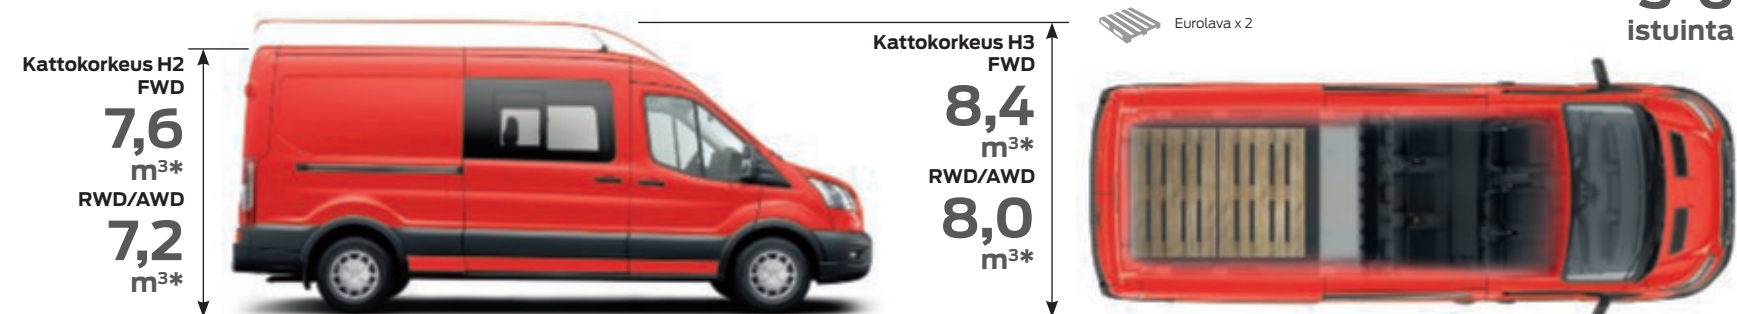 Kattokorkeus H2
FWD
7,6
m³*
RWD/AWD
7,2
m³*
Kattokorkeus H3
FWD
8,4
m³*
RWD/AWD
8,0
m³*
Eurolava x 2
istuinta